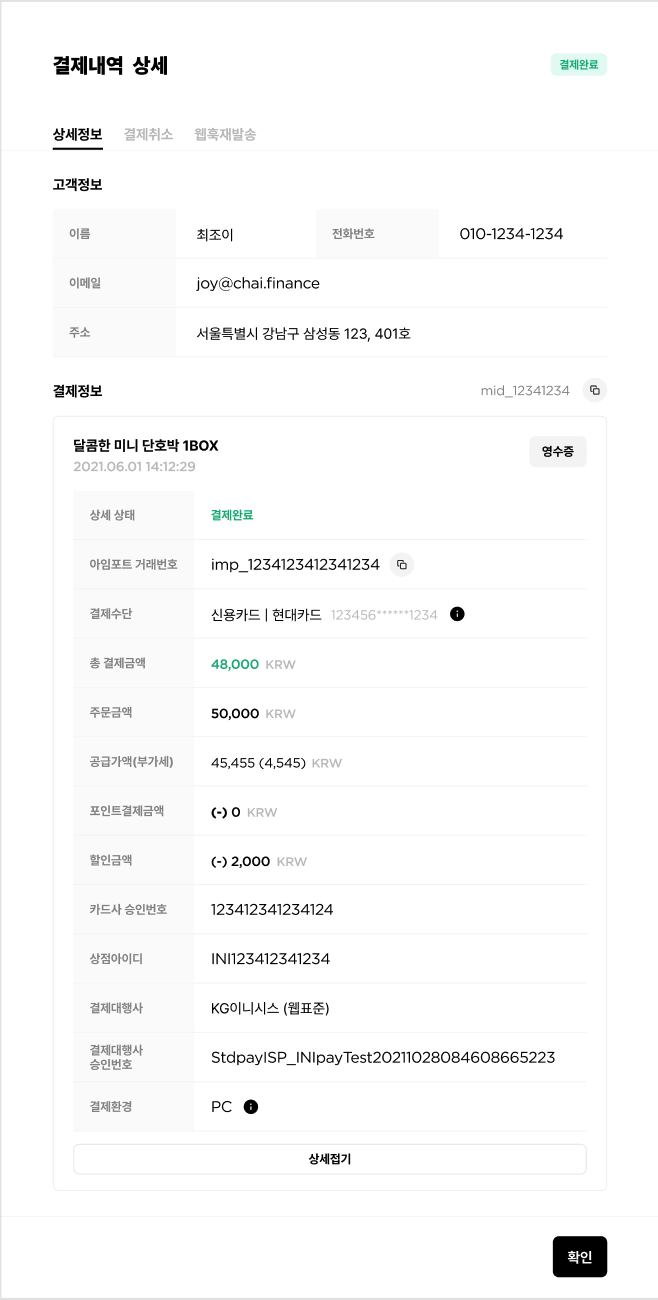 결제내역 상세
결제완료
상세정보 결제취소 웹훅재발송
고객정보
이름 최조이 전화번호 010-1234-1234
이메일 joy@chai.finance
주소 서울특별시 강남구 삼성동 123, 401호
결제정보 mid_12341234
달콤한 미니 단호박 1BOX
2021.06.01 14:12:29
영수증
상세 상태 결제완료
아임포트 거래번호 imp_1234123412341234
결제수단 신용카드 | 현대카드 123456******1234
총 결제금액 48,000 KRW
주문금액 50,000 KRW
공급가액(부가세) 45,455 (4,545) KRW
포인트결제금액 (-) 0 KRW
할인금액 (-) 2,000 KRW
카드사 승인번호 123412341234124
상점아이디 INI123412341234
결제대행사 KG이니시스 (웹표준)
결제대행사
승인번호
StdpayISP_INIpayTest20211028084608665223
결제환경 PC
상세접기
확인